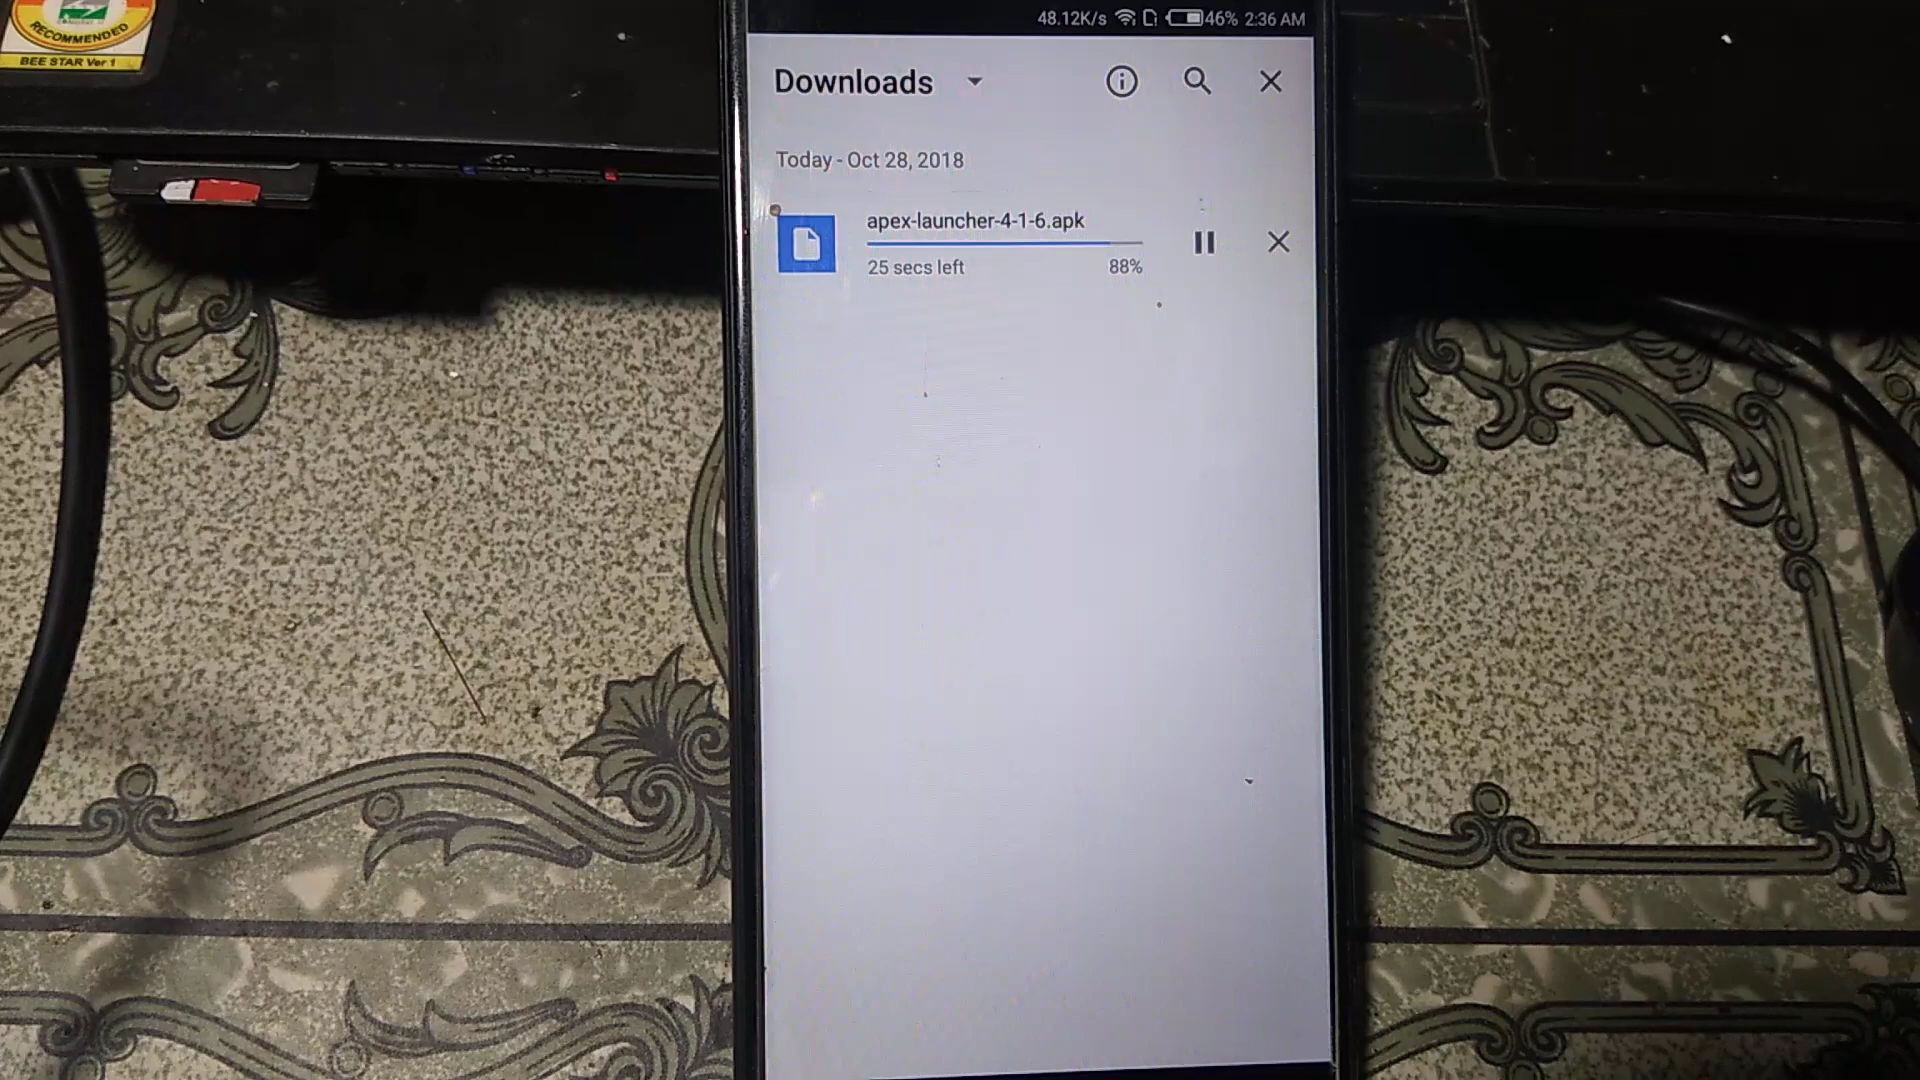 RECOMMENDED
BEE STAR Ver 1
48.12K/s 46% 2:36 AM
Downloads
Today - Oct 28, 2018
apex-launcher-4-1-6.apk
25 secs left 88%